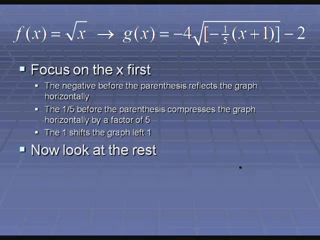 f(x) = √x → g(x) = −4√[−1/5(x+1)] − 2
Focus on the x first
The negative before the parenthesis reflects the graph
horizontally
The 1/5 before the parenthesis compresses the graph
horizontally by a factor of 5
The 1 shifts the graph left 1
Now look at the rest